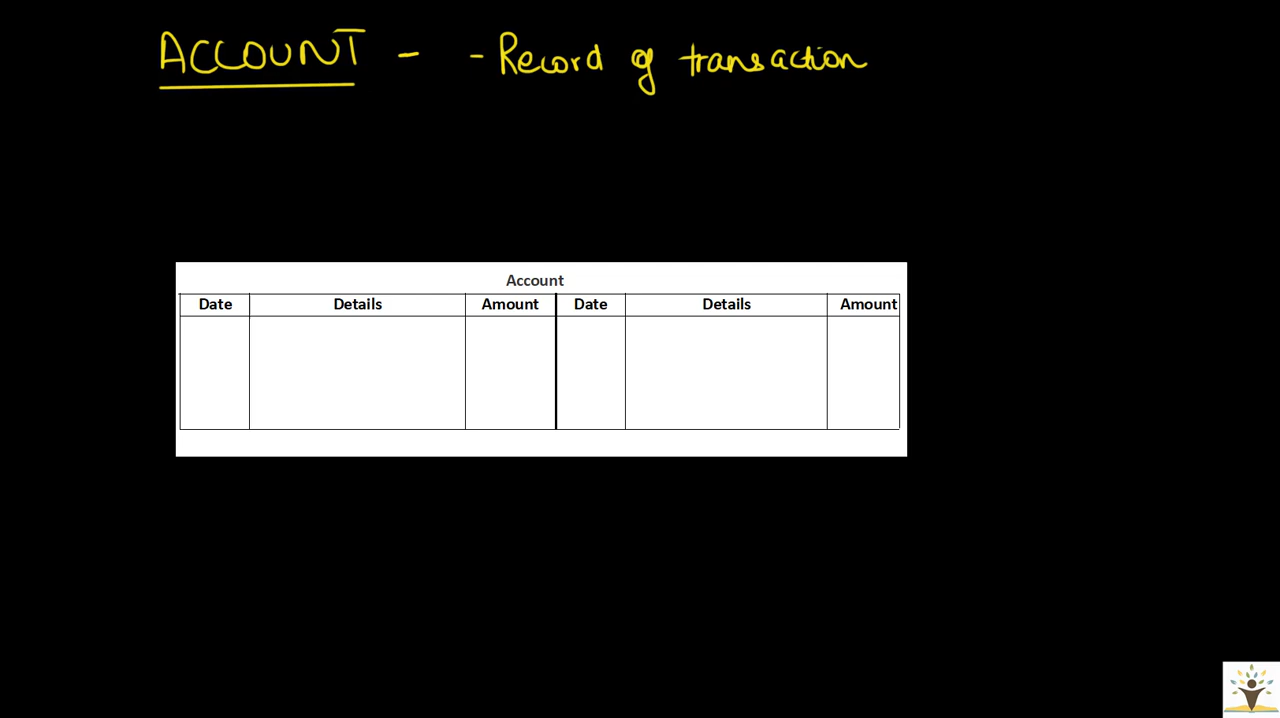 ACCOUNT - - Record of transaction
Account
Date Details Amount Date Details Amount